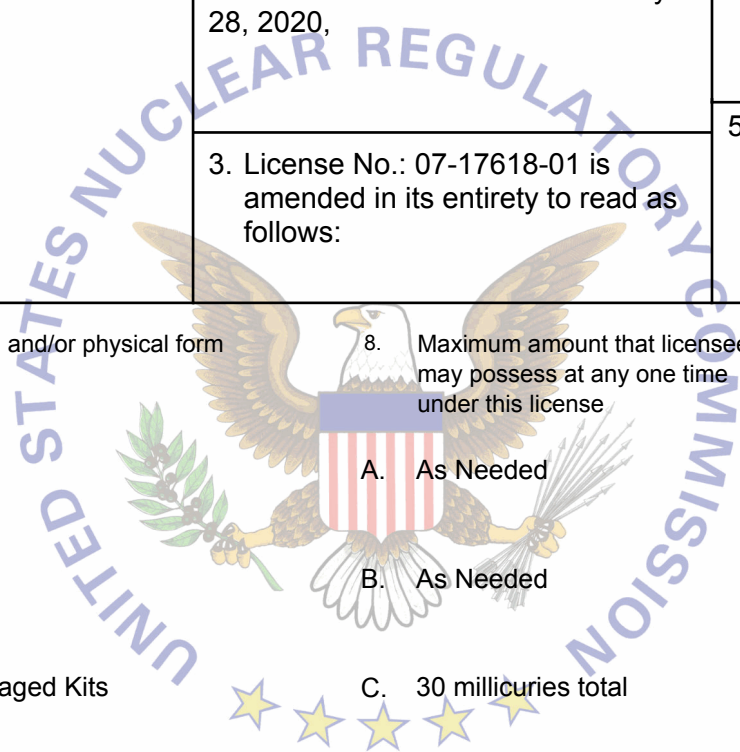 28, 2020,
5
3. License No.: 07-17618-01 is
amended in its entirety to read as
follows:
and/or physical form
8. Maximum amount that licensee
may possess at any one time
under this license
A. As Needed
B. As Needed
aged Kits
C. 30 millicuries total
UNITED STATES NUCLEAR REGULATORY COMMISSION